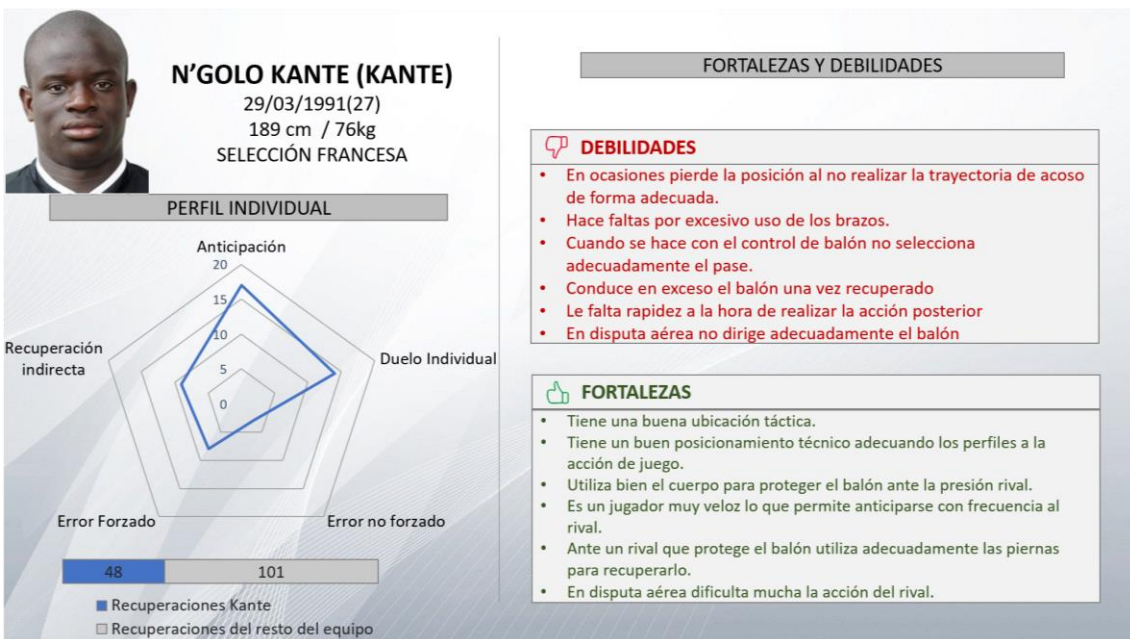 N'GOLO KANTE (KANTE)
29/03/1991(27)
189 cm / 76kg
SELECCIÓN FRANCESA
PERFIL INDIVIDUAL
Anticipación
20
15
10
5
0
Duelo Individual
Recuperación
indirecta
Error Forzado
Error no forzado
48
101
Recuperaciones Kante
Recuperaciones del resto del equipo
FORTALEZAS Y DEBILIDADES
DEBILIDADES
• En ocasiones pierde la posición al no realizar la trayectoria de acoso
de forma adecuada.
• Hace faltas por excesivo uso de los brazos.
• Cuando se hace con el control de balón no selecciona
adecuadamente el pase.
• Conduce en exceso el balón una vez recuperado
• Le falta rapidez a la hora de realizar la acción posterior
• En disputa aérea no dirige adecuadamente el balón
FORTALEZAS
• Tiene una buena ubicación táctica.
• Tiene un buen posicionamiento técnico adecuando los perfiles a la
acción de juego.
• Utiliza bien el cuerpo para proteger el balón ante la presión rival.
• Es un jugador muy veloz lo que permite anticiparse con frecuencia al
rival.
• Ante un rival que protege el balón utiliza adecuadamente las piernas
para recuperarlo.
• En disputa aérea dificulta mucha la acción del rival.